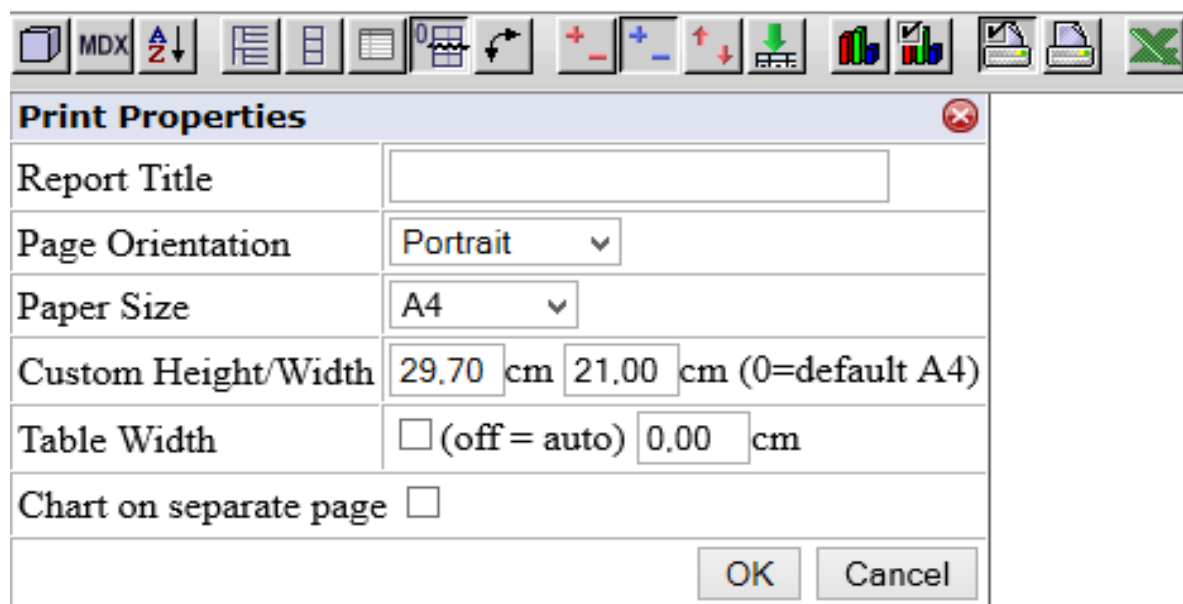 MDX A Z 0
Print Properties
Report Title
Page Orientation Portrait
Paper Size A4
Custom Height/Width 29,70 cm 21,00 cm (0=default A4)
Table Width (off = auto) 0,00 cm
Chart on separate page
OK Cancel